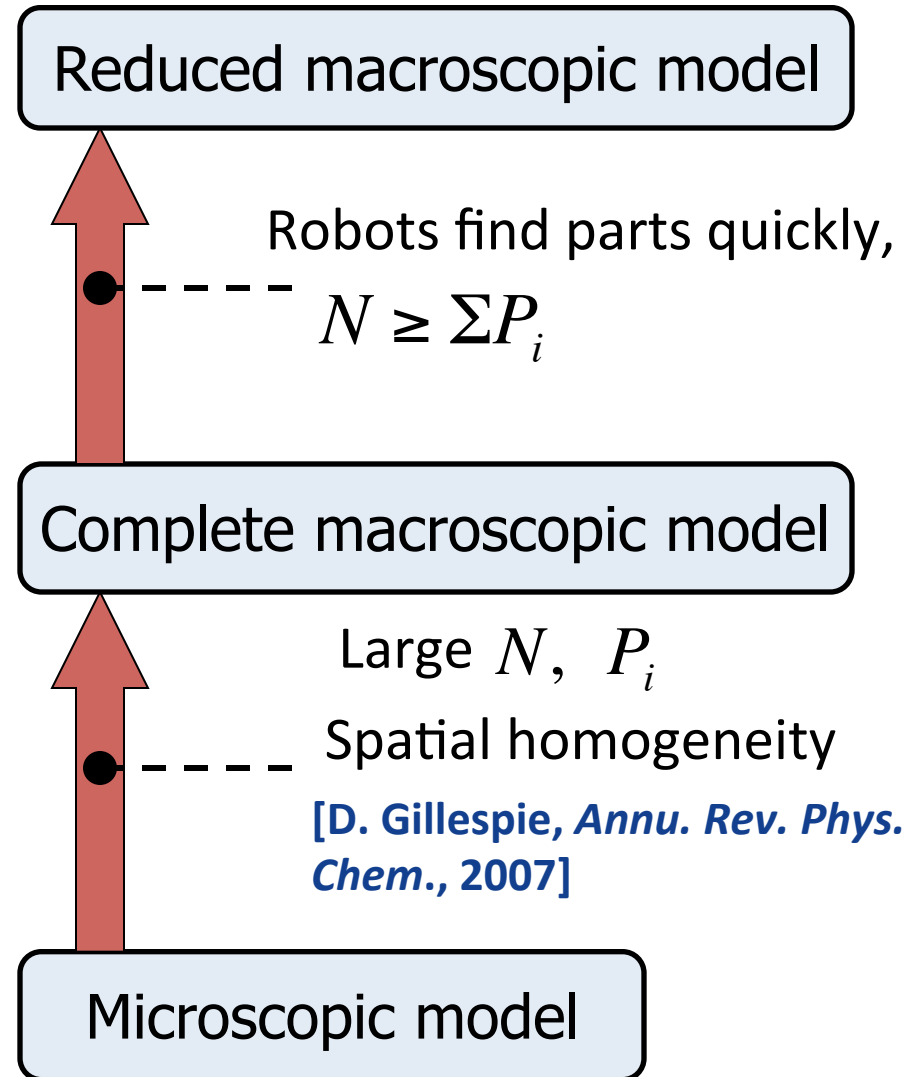 Reduced macroscopic model
Robots find parts quickly,
N ≥ ΣP_i
Complete macroscopic model
Large N, P_i
Spatial homogeneity
[D. Gillespie, Annu. Rev. Phys.
Chem., 2007]
Microscopic model